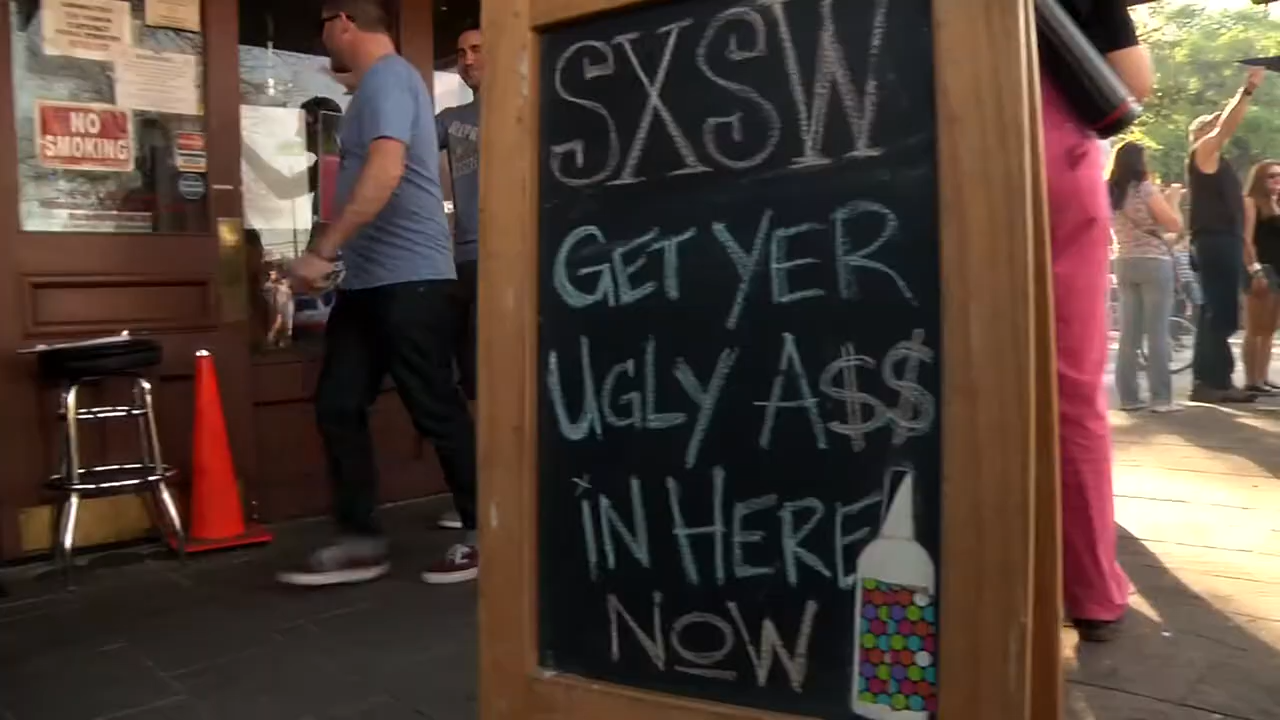 NO
SMOKING
SXSW
GET YER
UGLY A$$
iN HERE
NOW